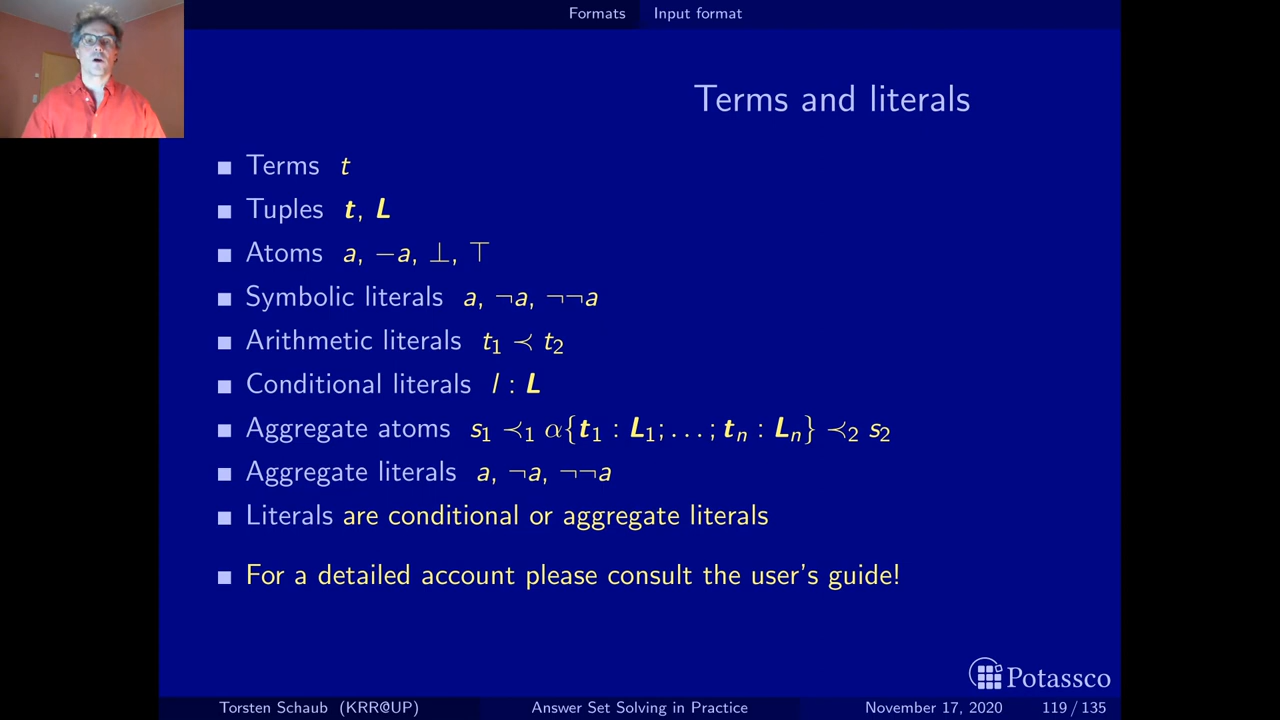 Formats Input format
Terms and literals
■ Terms t
■ Tuples t, L
■ Atoms a, −a, ⊥, ⊤
■ Symbolic literals a, ¬a, ¬¬a
■ Arithmetic literals t₁ ≺ t₂
■ Conditional literals l : L
■ Aggregate atoms s₁ ≺₁ α{t₁ : L₁; . . . ; tₙ : Lₙ} ≺₂ s₂
■ Aggregate literals a, ¬a, ¬¬a
■ Literals are conditional or aggregate literals
■ For a detailed account please consult the user's guide!
Potassco
Torsten Schaub (KRR@UP) Answer Set Solving in Practice November 17, 2020 119 / 135